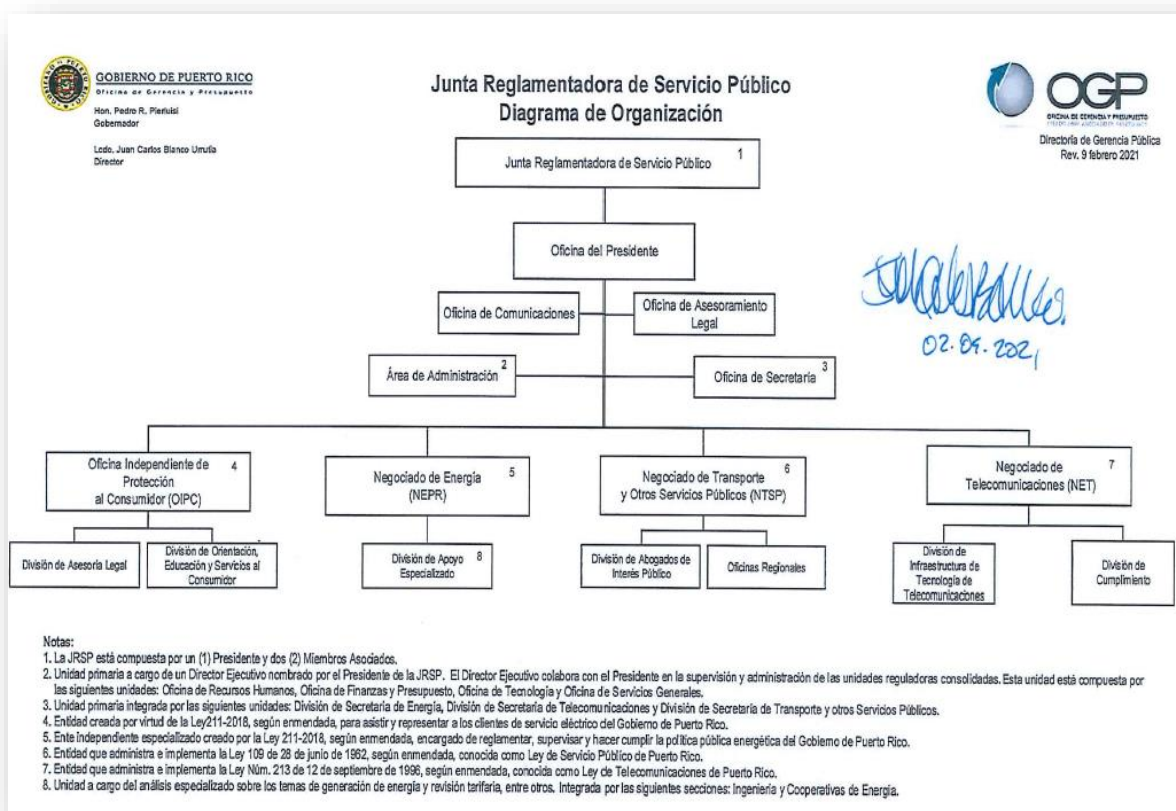 GOBIERNO DE PUERTO RICO
Oficina de Gerencia y Presupuesto
Hon. Pedro R. Pierluisi
Gobernador
Lcdo. Juan Carlos Blanco Urrutia
Director
Junta Reglamentadora de Servicio Público
Diagrama de Organización
OGP
OFICINA DE GERENCIA Y PRESUPUESTO
Directoria de Gerencia Pública
Rev. 9 febrero 2021
Junta Reglamentadora de Servicio Público 1
Oficina del Presidente
Oficina de Comunicaciones
Oficina de Asesoramiento
Legal
02.09.2021
Área de Administración 2
Oficina de Secretaría 3
Oficina Independiente de 4
Protección
al Consumidor (OIPC)
Negociado de Energía 5
(NEPR)
Negociado de Transporte 6
y Otros Servicios Públicos (NTSP)
Negociado de 7
Telecomunicaciones (NET)
División de Asesoría Legal
División de Orientación,
Educación y Servicios al
Consumidor
División de Apoyo 8
Especializado
División de Abogados de
Interés Público
Oficinas Regionales
División de
Infraestructura de
Tecnología de
Telecomunicaciones
División de
Cumplimiento
Notas:
1. La JRSP está compuesta por un (1) Presidente y dos (2) Miembros Asociados.
2. Unidad primaria a cargo de un Director Ejecutivo nombrado por el Presidente de la JRSP. El Director Ejecutivo colabora con el Presidente en la supervisión y administración de las unidades reguladoras consolidadas. Esta unidad está compuesta por
las siguientes unidades: Oficina de Recursos Humanos, Oficina de Finanzas y Presupuesto, Oficina de Tecnología y Oficina de Servicios Generales.
3. Unidad primaria integrada por las siguientes unidades: División de Secretaría de Energía, División de Secretaría de Telecomunicaciones y División de Secretaría de Transporte y otros Servicios Públicos.
4. Entidad creada por virtud de la Ley211-2018, según enmendada, para asistir y representar a los clientes de servicio eléctrico del Gobierno de Puerto Rico.
5. Ente independiente especializado creado por la Ley 211-2018, según enmendada, encargado de reglamentar, supervisar y hacer cumplir la política pública energética del Gobierno de Puerto Rico.
6. Entidad que administra e implementa la Ley 109 de 28 de junio de 1962, según enmendada, conocida como Ley de Servicio Público de Puerto Rico.
7. Entidad que administra e implementa la Ley Núm. 213 de 12 de septiembre de 1996, según enmendada, conocida como Ley de Telecomunicaciones de Puerto Rico.
8. Unidad a cargo del análisis especializado sobre los temas de generación de energía y revisión tarifaria, entre otros. Integrada por las siguientes secciones: Ingeniería y Cooperativas de Energía.